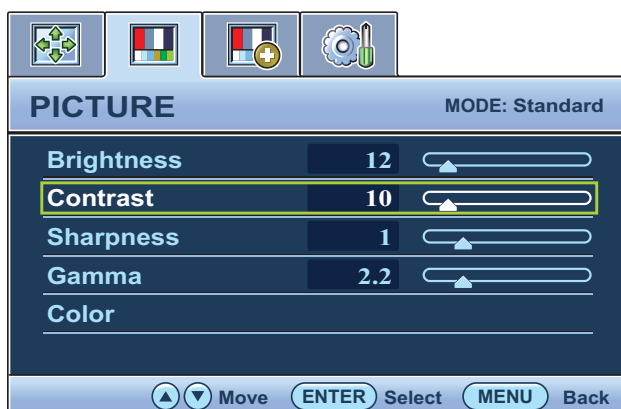 PICTURE MODE: Standard
Brightness 12
Contrast 10
Sharpness 1
Gamma 2.2
Color
Move ENTER Select MENU Back